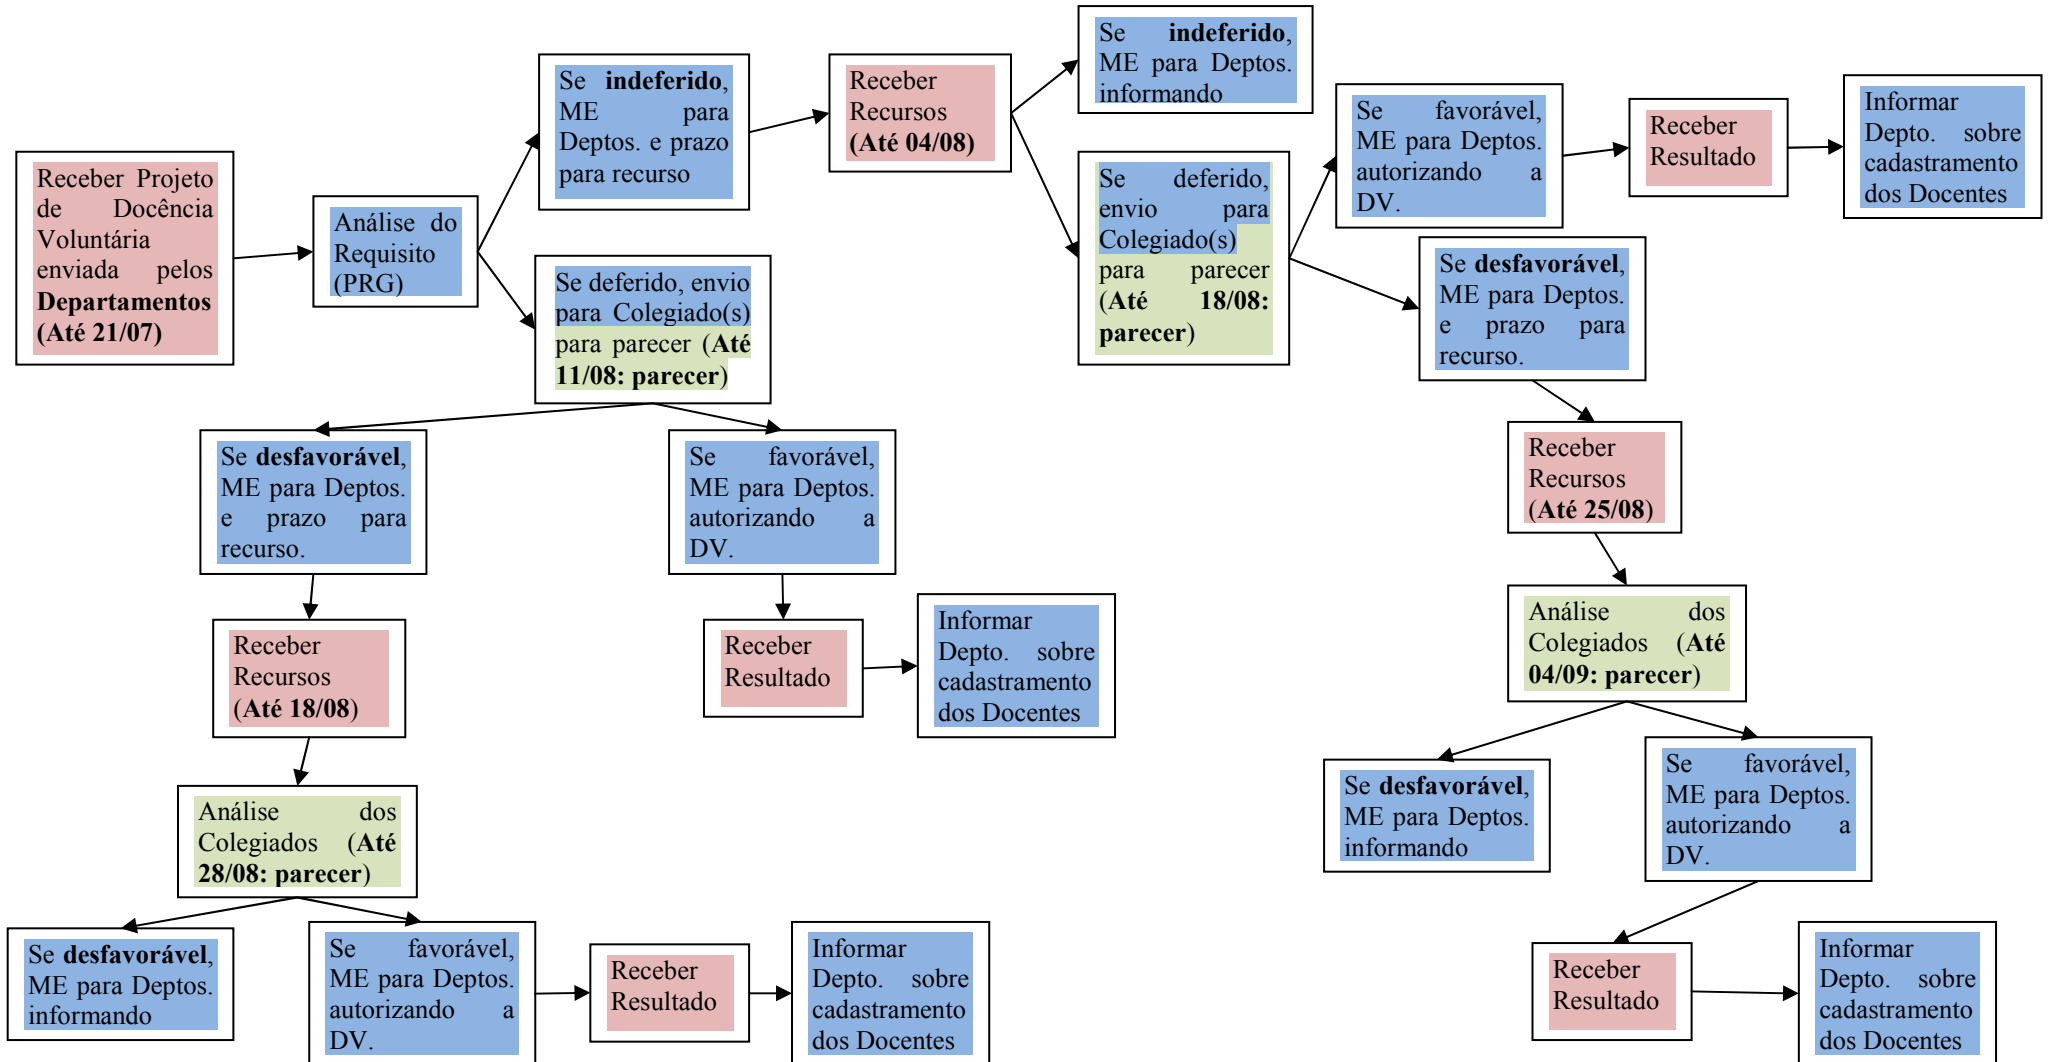 Receber Projeto
de Docência
Voluntária
enviada pelos
Departamentos
(Até 21/07)
Análise do
Requisito
(PRG)
Se indeferido,
ME para
Deptos. e prazo
para recurso
Receber
Recursos
(Até 04/08)
Se indeferido,
ME para Deptos.
informando
Se deferido,
envio para
Colegiado(s)
para parecer
(Até 18/08:
parecer)
Se favorável,
ME para Deptos.
autorizando a
DV.
Receber
Resultado
Informar
Depto. sobre
cadastramento
dos Docentes
Se desfavorável,
ME para Deptos.
e prazo para
recurso.
Receber
Recursos
(Até 25/08)
Análise dos
Colegiados (Até
04/09: parecer)
Se desfavorável,
ME para Deptos.
informando
Se favorável,
ME para Deptos.
autorizando a
DV.
Receber
Resultado
Informar
Depto. sobre
cadastramento
dos Docentes
Se deferido, envio
para Colegiado(s)
para parecer (Até
11/08: parecer)
Se desfavorável,
ME para Deptos.
e prazo para
recurso.
Se favorável,
ME para Deptos.
autorizando a
DV.
Receber
Resultado
Informar
Depto. sobre
cadastramento
dos Docentes
Receber
Recursos
(Até 18/08)
Análise dos
Colegiados (Até
28/08: parecer)
Se desfavorável,
ME para Deptos.
informando
Se favorável,
ME para Deptos.
autorizando a
DV.
Receber
Resultado
Informar
Depto. sobre
cadastramento
dos Docentes